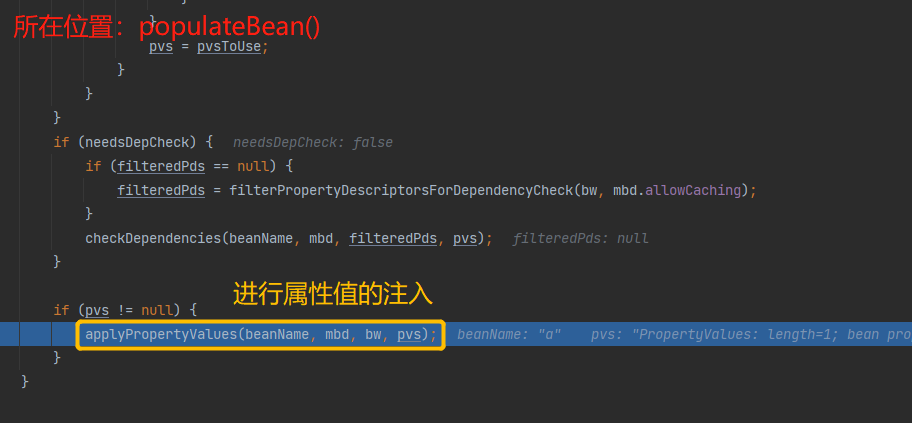 所在位置：populateBean()
}
pvs = pvsToUse;
}
}
}
if (needsDepCheck) { needsDepCheck: false
if (filteredPds == null) {
filteredPds = filterPropertyDescriptorsForDependencyCheck(bw, mbd.allowCaching);
}
checkDependencies(beanName, mbd, filteredPds, pvs); filteredPds: null
}
进行属性值的注入
if (pvs != null) {
applyPropertyValues(beanName, mbd, bw, pvs); beanName: "a" pvs: "PropertyValues: length=1; bean pro
}
}